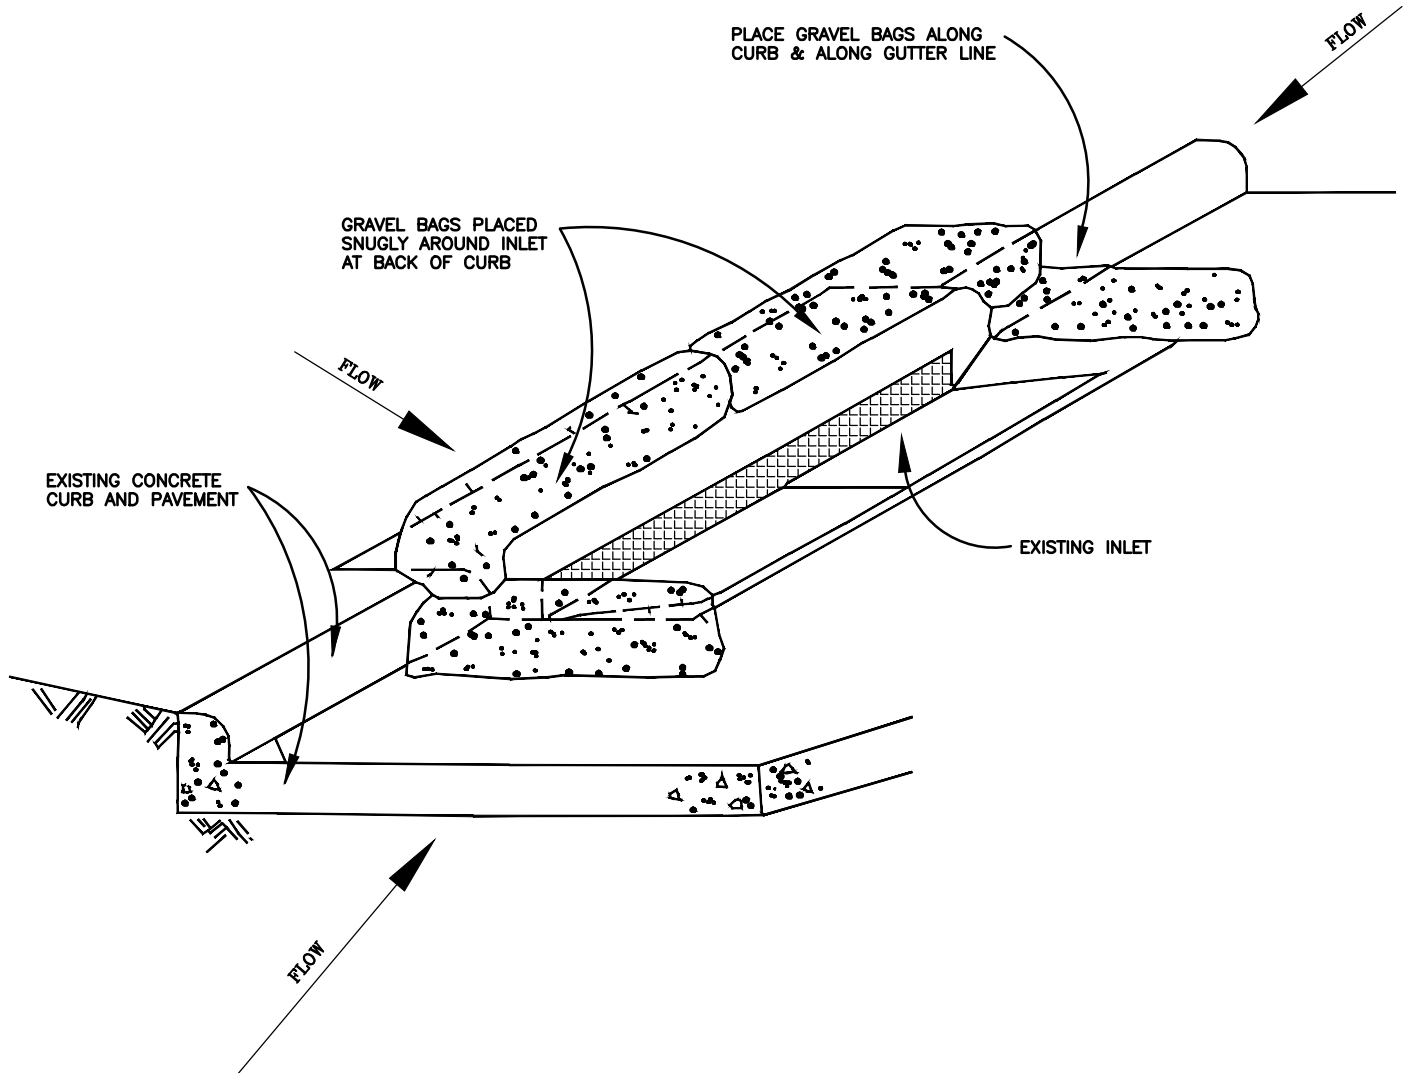 PLACE GRAVEL BAGS ALONG
CURB & ALONG GUTTER LINE
FLOW
GRAVEL BAGS PLACED
SNUGLY AROUND INLET
AT BACK OF CURB
FLOW
EXISTING CONCRETE
CURB AND PAVEMENT
EXISTING INLET
FLOW